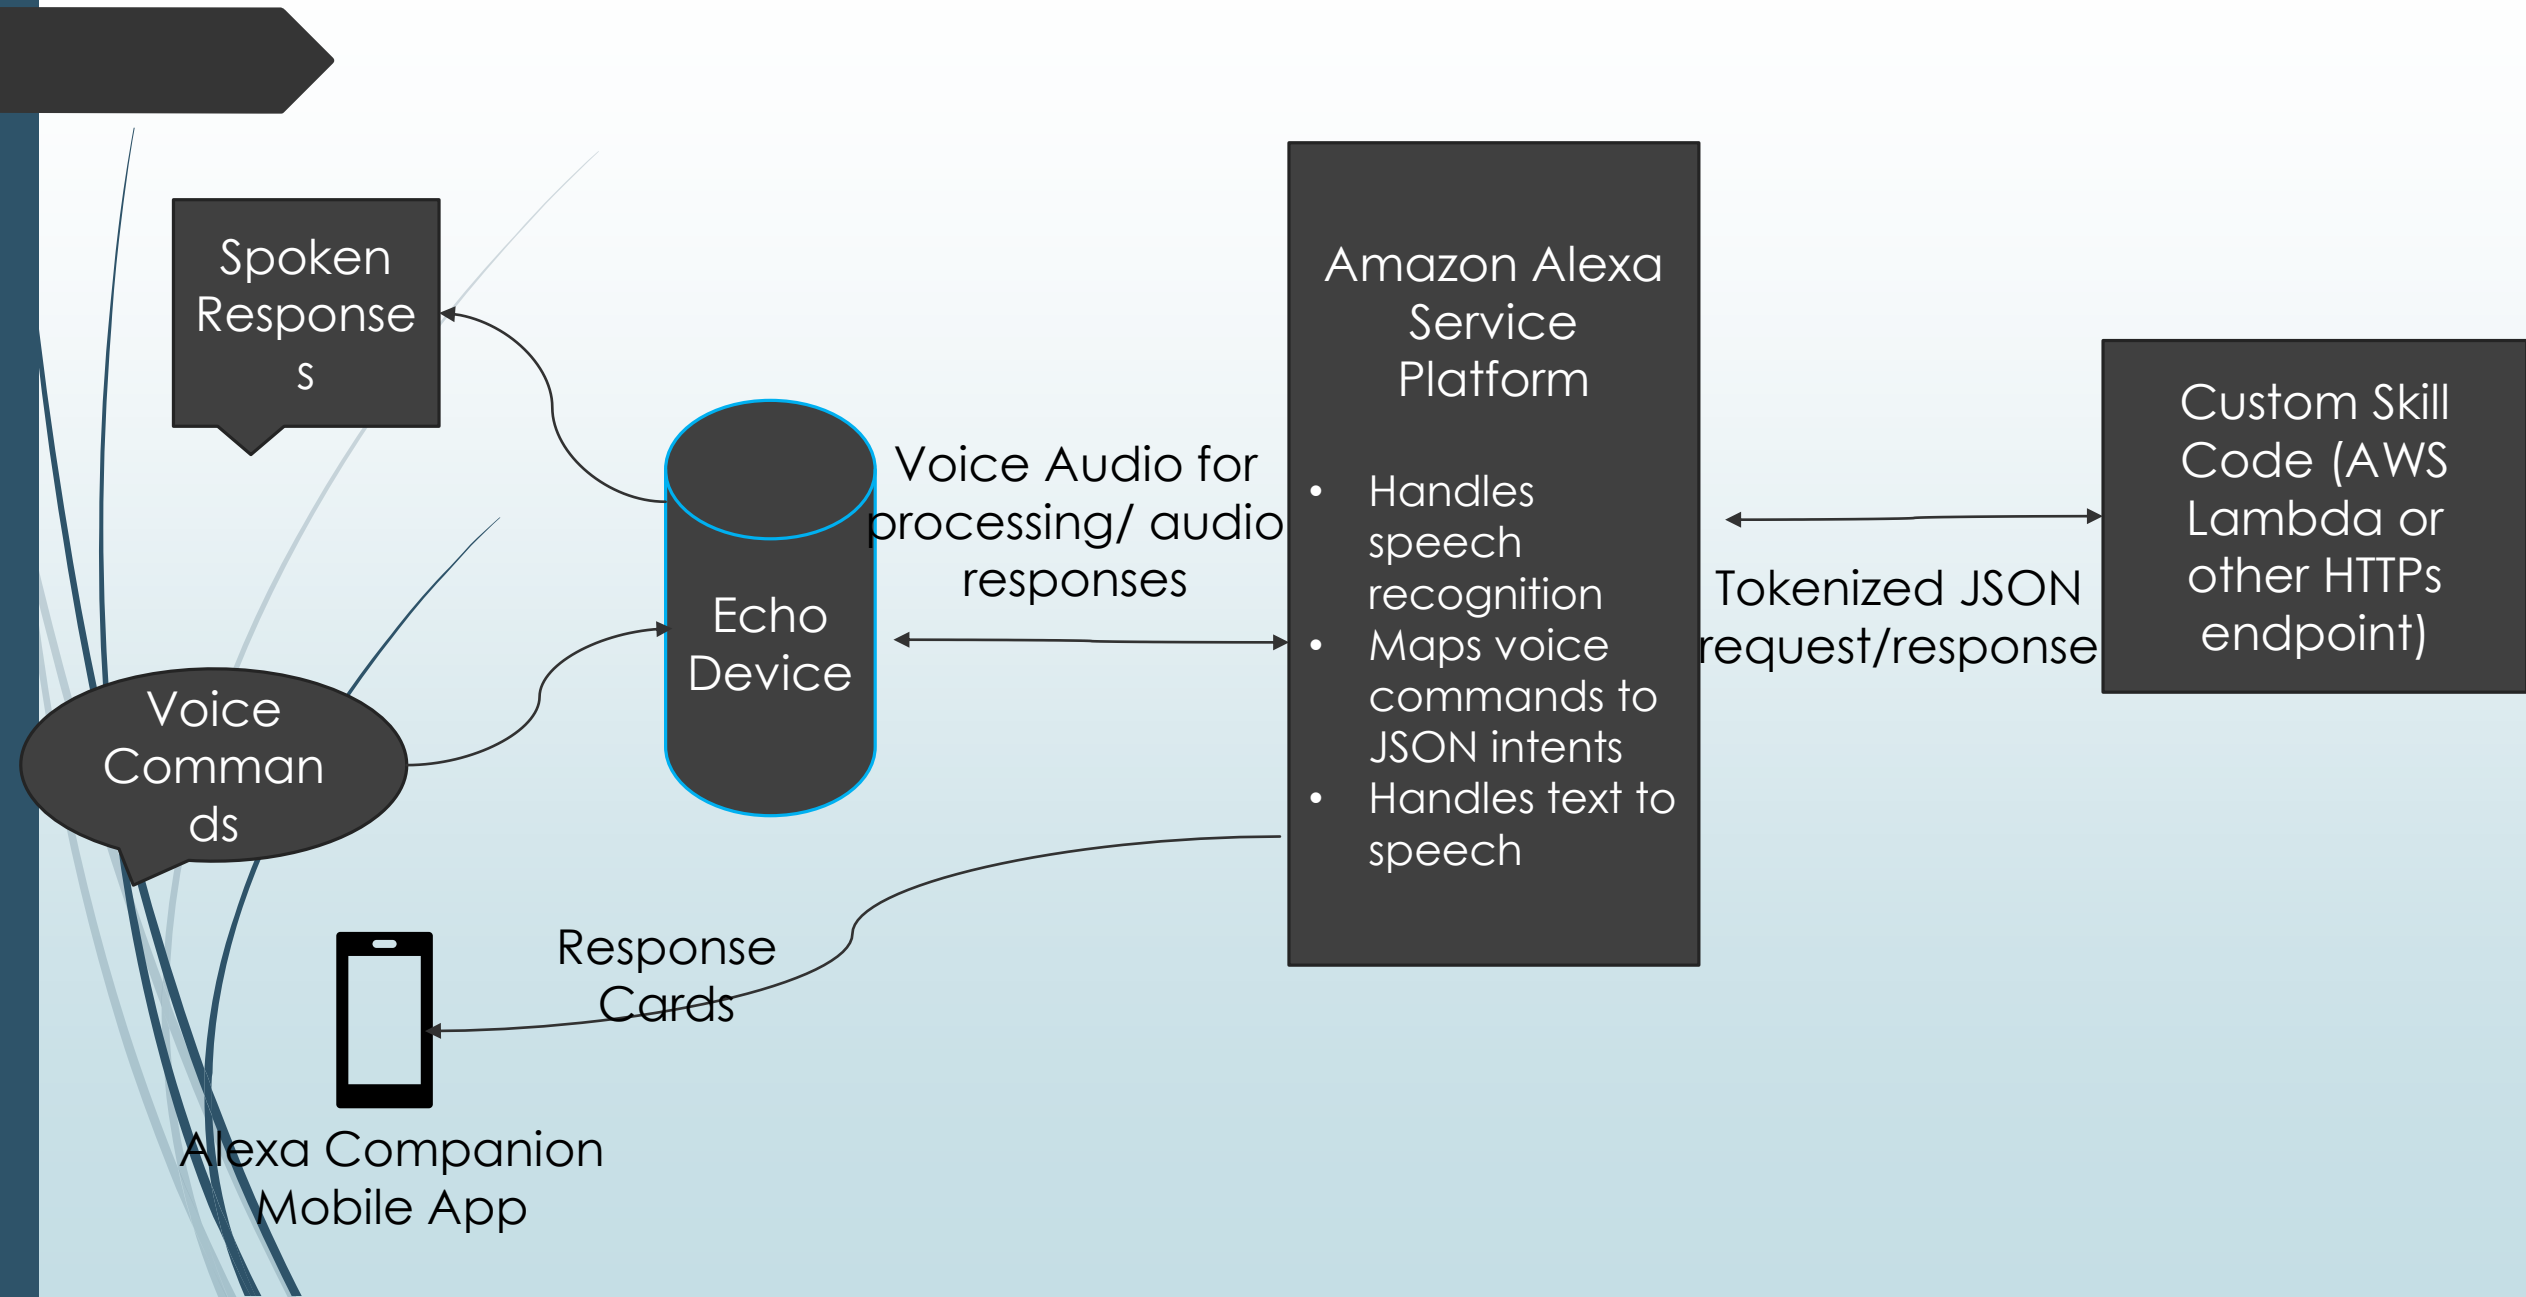 Spoken
Response
s
Voice
Comman
ds
Echo
Device
Voice Audio for
processing/ audio
responses
Amazon Alexa
Service
Platform
• Handles
speech
recognition
• Maps voice
commands to
JSON intents
• Handles text to
speech
Tokenized JSON
request/response
Custom Skill
Code (AWS
Lambda or
other HTTPs
endpoint)
Response
Cards
Alexa Companion
Mobile App